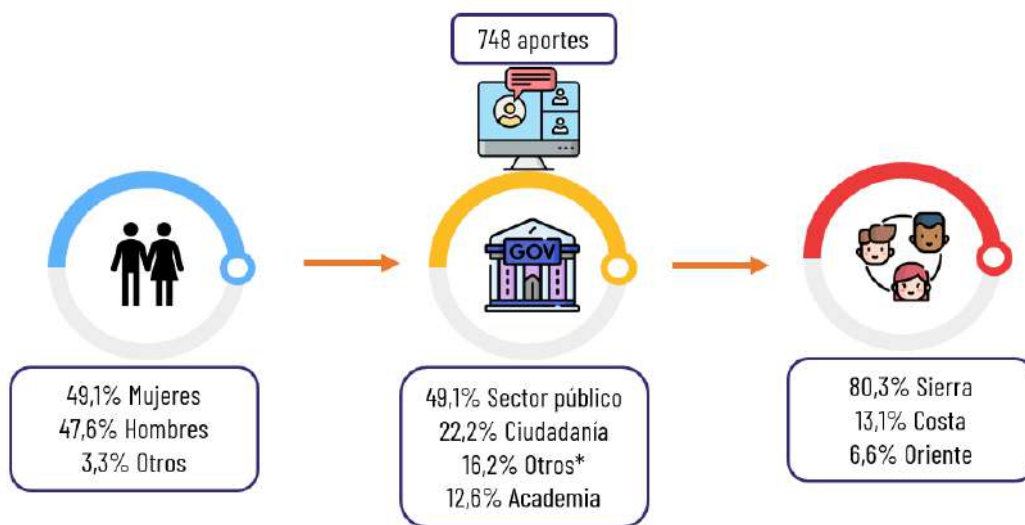 748 aportes
GOV
49,1% Mujeres
47,6% Hombres
3,3% Otros
49,1% Sector público
22,2% Ciudadanía
16,2% Otros*
12,6% Academia
80,3% Sierra
13,1% Costa
6,6% Oriente